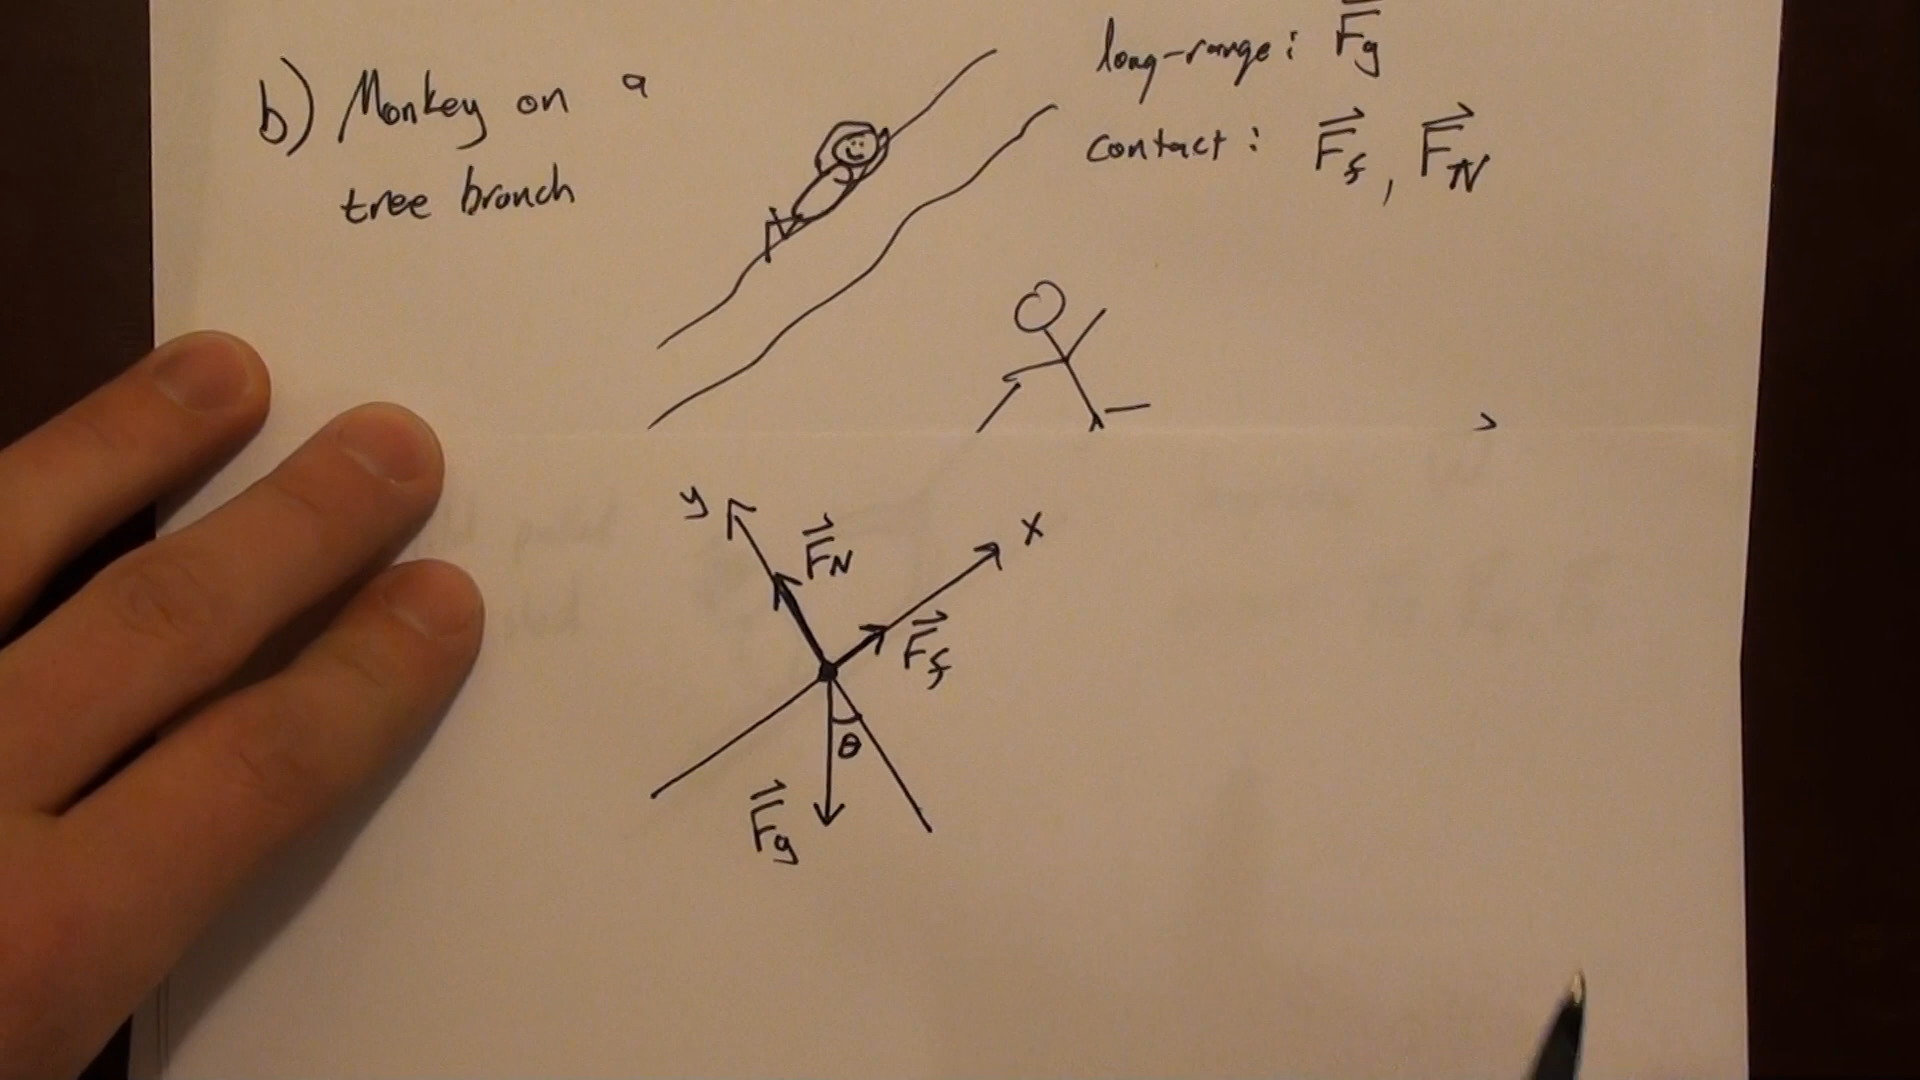 b) Monkey on a
tree branch
long-range: F⃗g
contact: F⃗f, F⃗N
y
F⃗N
x
F⃗f
θ
F⃗g